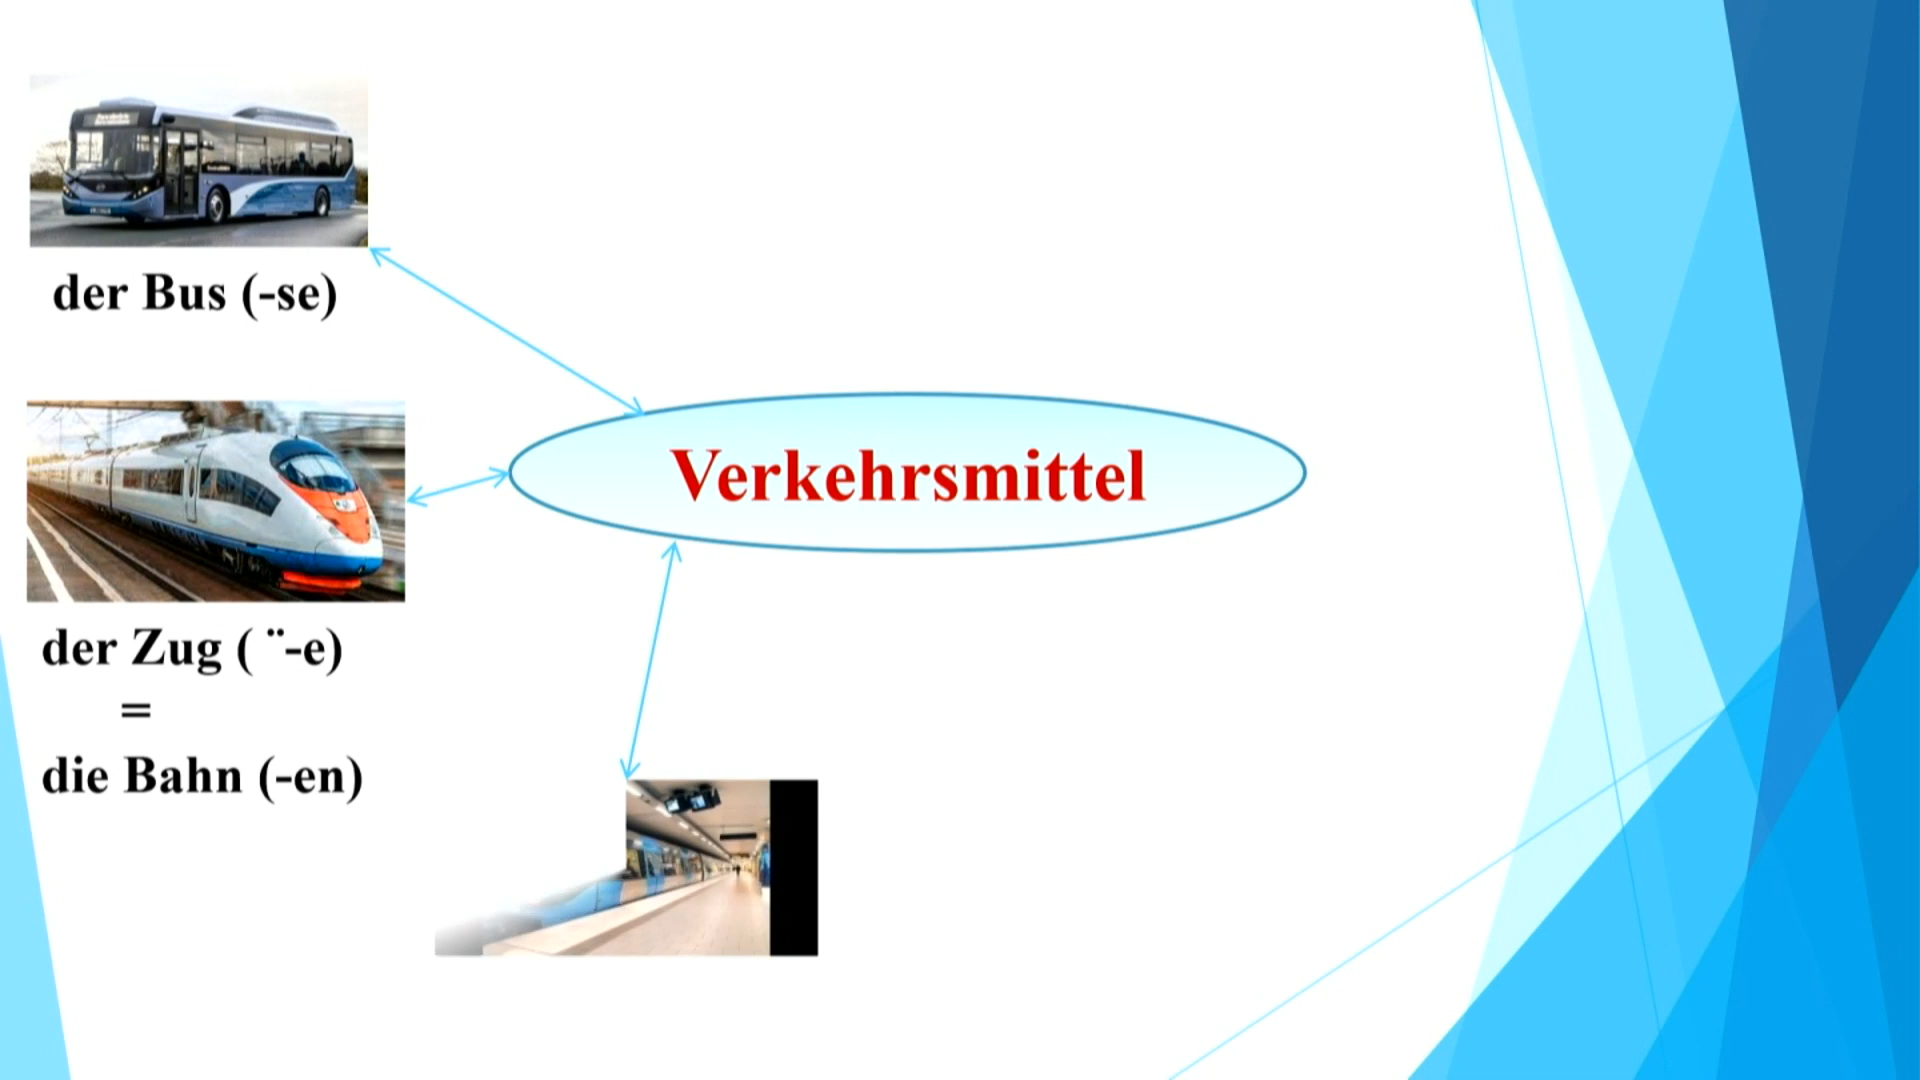 der Bus (-se)
Verkehrsmittel
der Zug ( ¨-e)
=
die Bahn (-en)